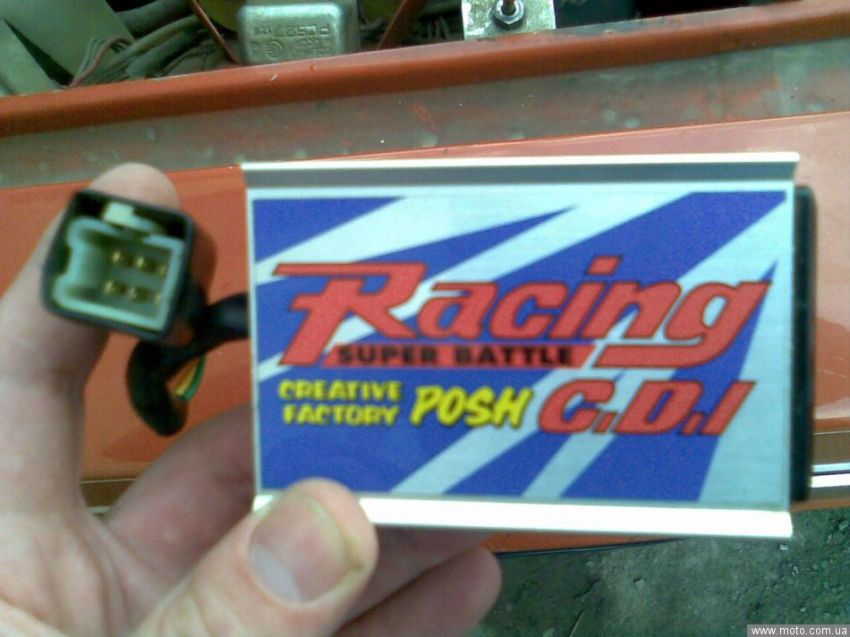 Racing
SUPER BATTLE
CREATIVE
FACTORY POSH C.D.I
www.moto.com.ua